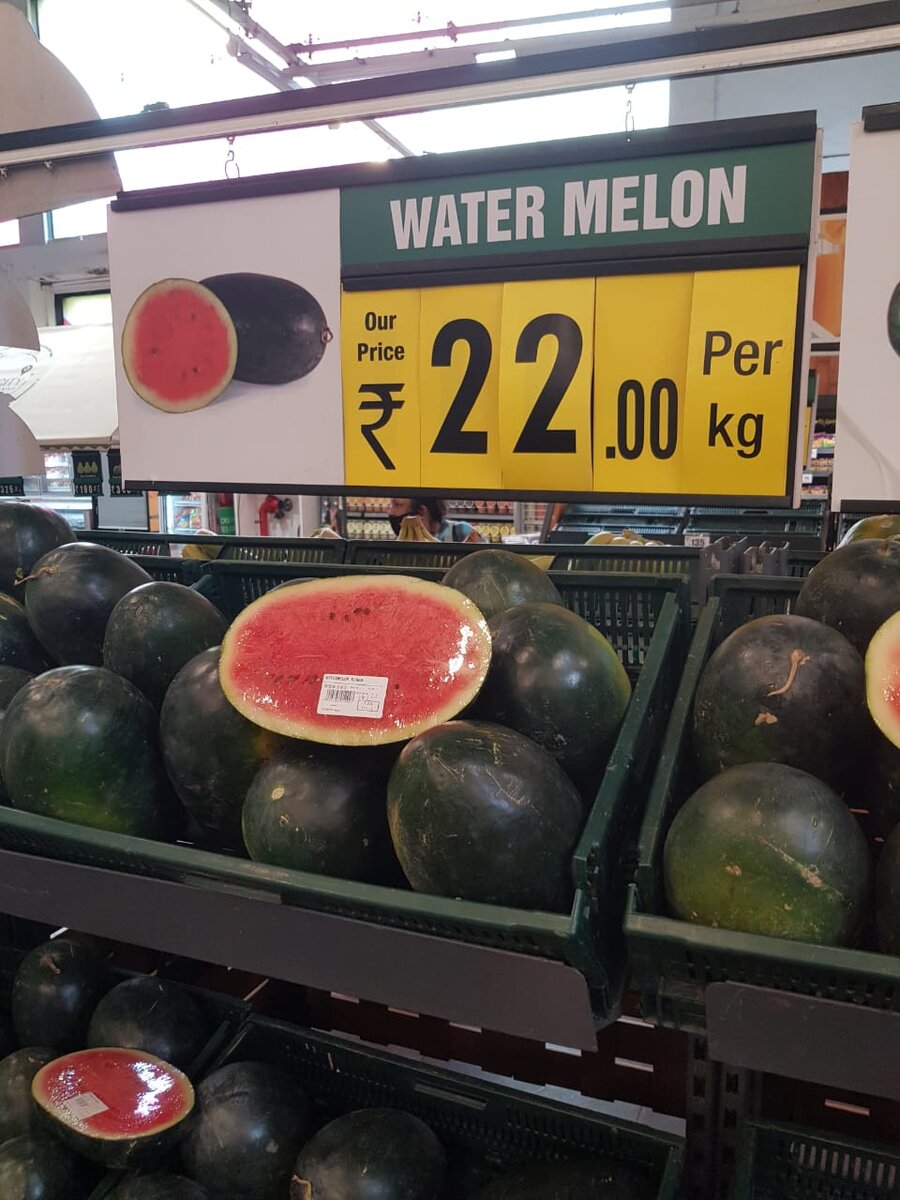 WATER MELON
Our
Price
₹ 22.00
Per
kg